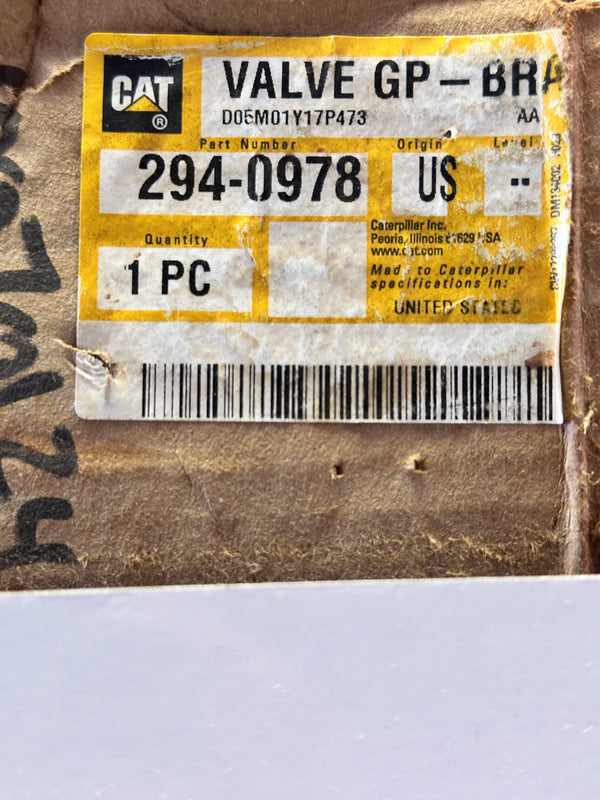 CAT®
VALVE GP-BRA
D05M01Y17P473 AA
Part Number Origin Level
294-0978 US --
Quantity
1 PC
Caterpillar Inc.
Peoria, Illinois 61629 USA
www.cat.com
Made to Caterpillar
specifications in:
UNITED STATES